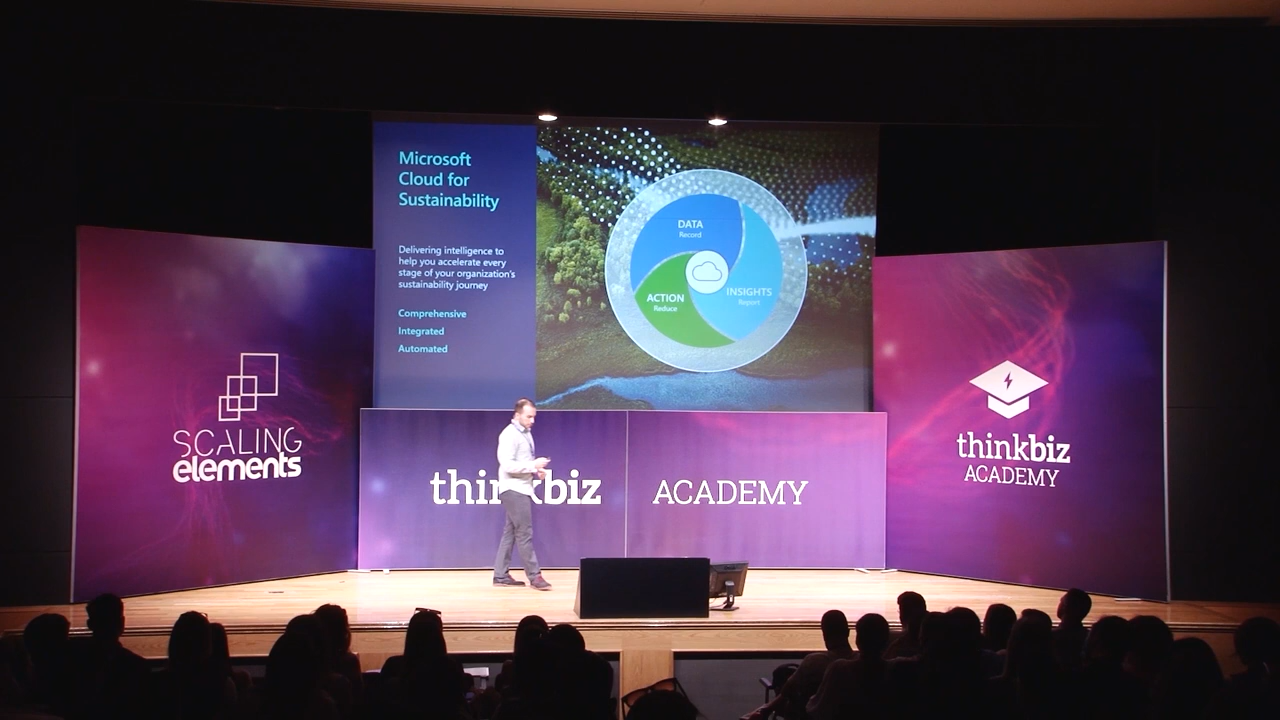 Microsoft
Cloud for
Sustainability
Delivering intelligence to
help you accelerate every
stage of your organization's
sustainability journey
Comprehensive
Integrated
Automated
DATA
Record
INSIGHTS
Report
ACTION
Reduce
SCALING
elements
thinkbiz ACADEMY
thinkbiz
ACADEMY